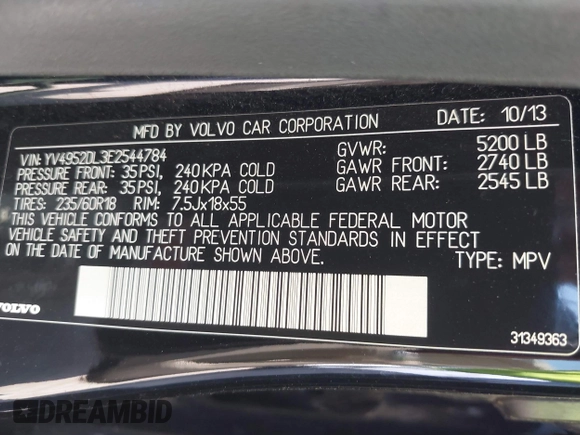 MFD BY VOLVO CAR CORPORATION DATE: 10/13
VIN: YV4952DL3E2544784 GVWR: 5200 LB
PRESSURE FRONT: 35PSI, 240KPA COLD GAWR FRONT: 2740 LB
PRESSURE REAR: 35PSI, 240KPA COLD GAWR REAR: 2545 LB
TIRES: 235/60R18 RIM: 7.5Jx18x55
THIS VEHICLE CONFORMS TO ALL APPLICABLE FEDERAL MOTOR
VEHICLE SAFETY AND THEFT PREVENTION STANDARDS IN EFFECT
ON THE DATE OF MANUFACTURE SHOWN ABOVE. TYPE: MPV
VOLVO
31349363
DREAMBID